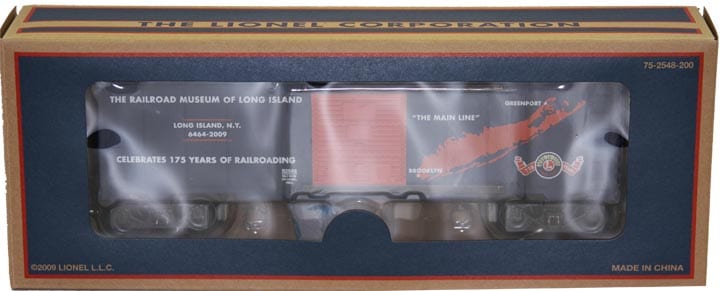 THE LIONEL CORPORATION
75-2548-200
THE RAILROAD MUSEUM OF LONG ISLAND
LONG ISLAND, N.Y.
6464-2009
CELEBRATES 175 YEARS OF RAILROADING
"THE MAIN LINE"
GREENPORT
BROOKLYN
©2009 LIONEL L.L.C.
MADE IN CHINA